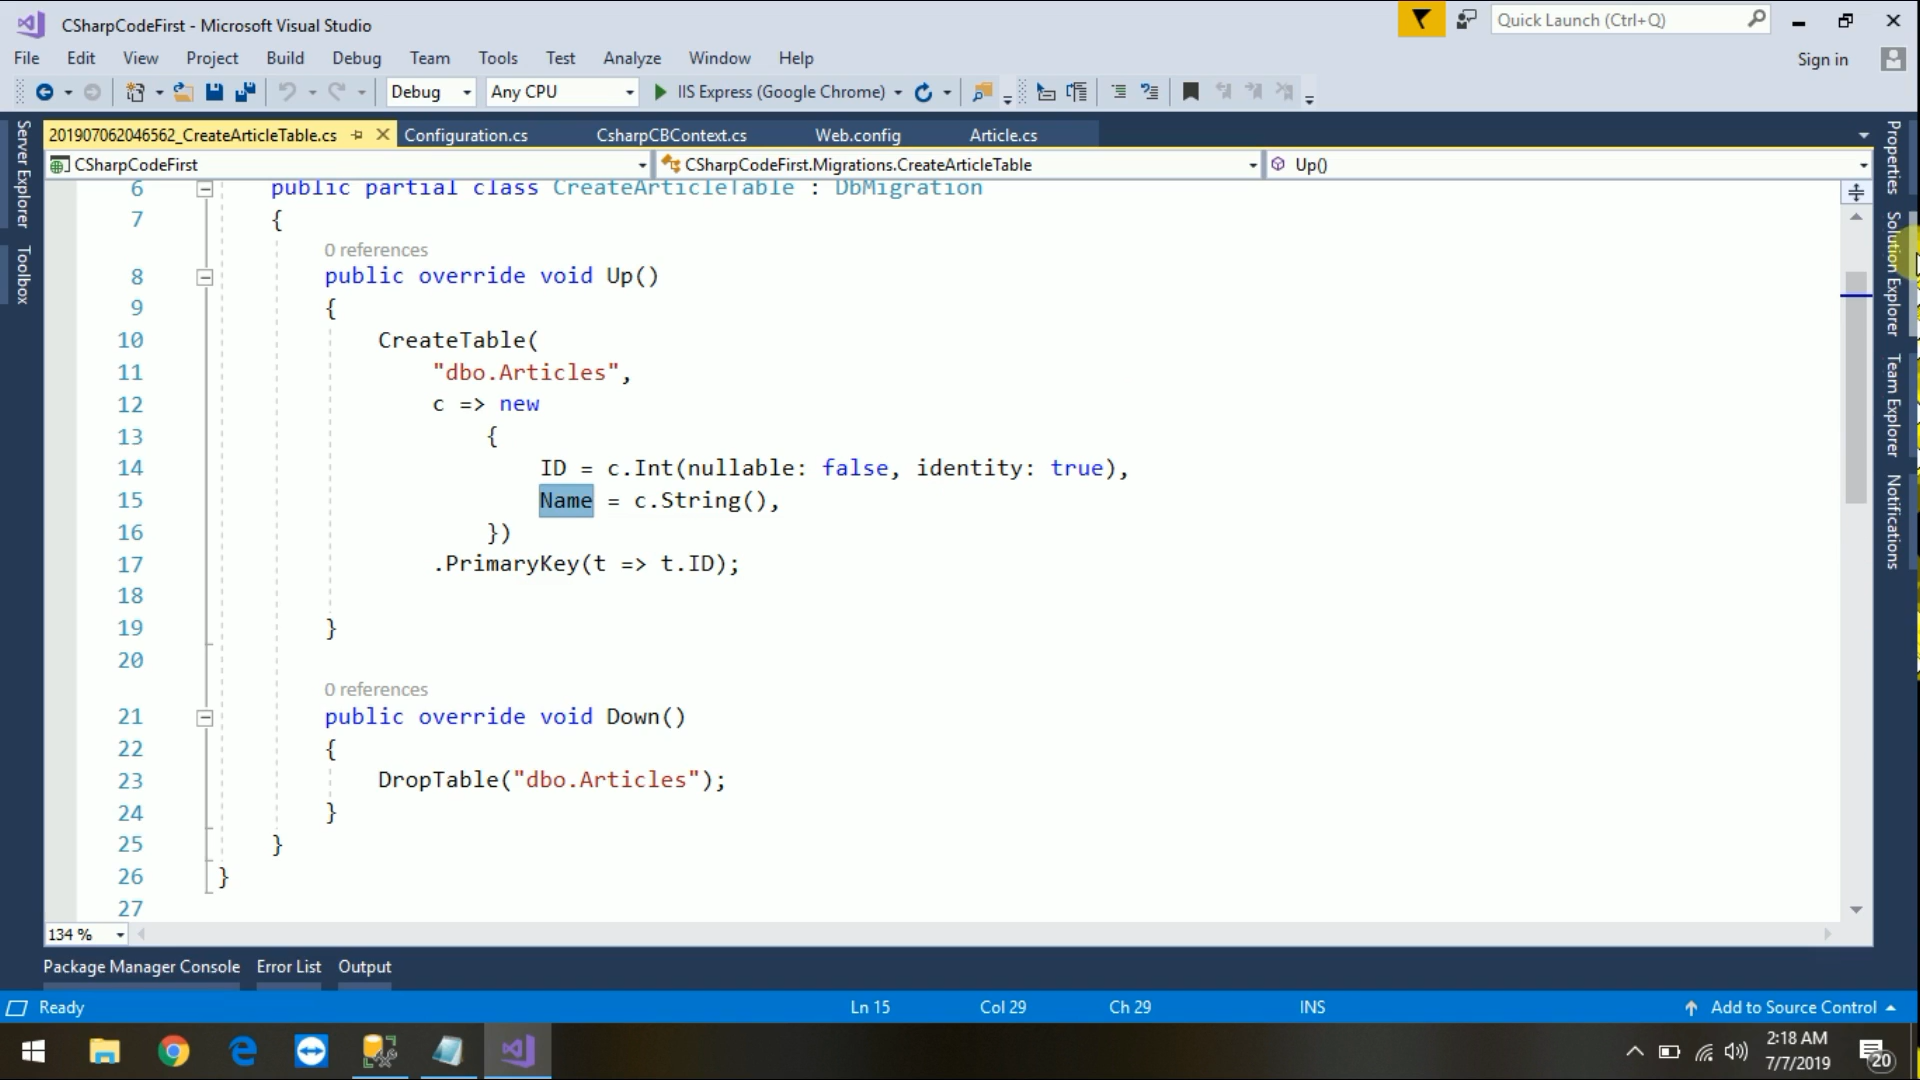 CSharpCodeFirst - Microsoft Visual Studio
Quick Launch (Ctrl+Q)
File Edit View Project Build Debug Team Tools Test Analyze Window Help
Sign in
Debug Any CPU IIS Express (Google Chrome)
201907062046562_CreateArticleTable.cs Configuration.cs CsharpCBContext.cs Web.config Article.cs
CSharpCodeFirst CSharpCodeFirst.Migrations.CreateArticleTable Up()
Server Explorer
Toolbox
Properties
Solution Explorer
Team Explorer
Notifications
6 public partial class CreateArticleTable : DbMigration
7 {
0 references
8 public override void Up()
9 {
10 CreateTable(
11 "dbo.Articles",
12 c => new
13 {
14 ID = c.Int(nullable: false, identity: true),
15 Name = c.String(),
16 })
17 .PrimaryKey(t => t.ID);
18
19 }
20
0 references
21 public override void Down()
22 {
23 DropTable("dbo.Articles");
24 }
25 }
26 }
27
134 %
Package Manager Console Error List Output
Ready Ln 15 Col 29 Ch 29 INS Add to Source Control
2:18 AM
7/7/2019
20